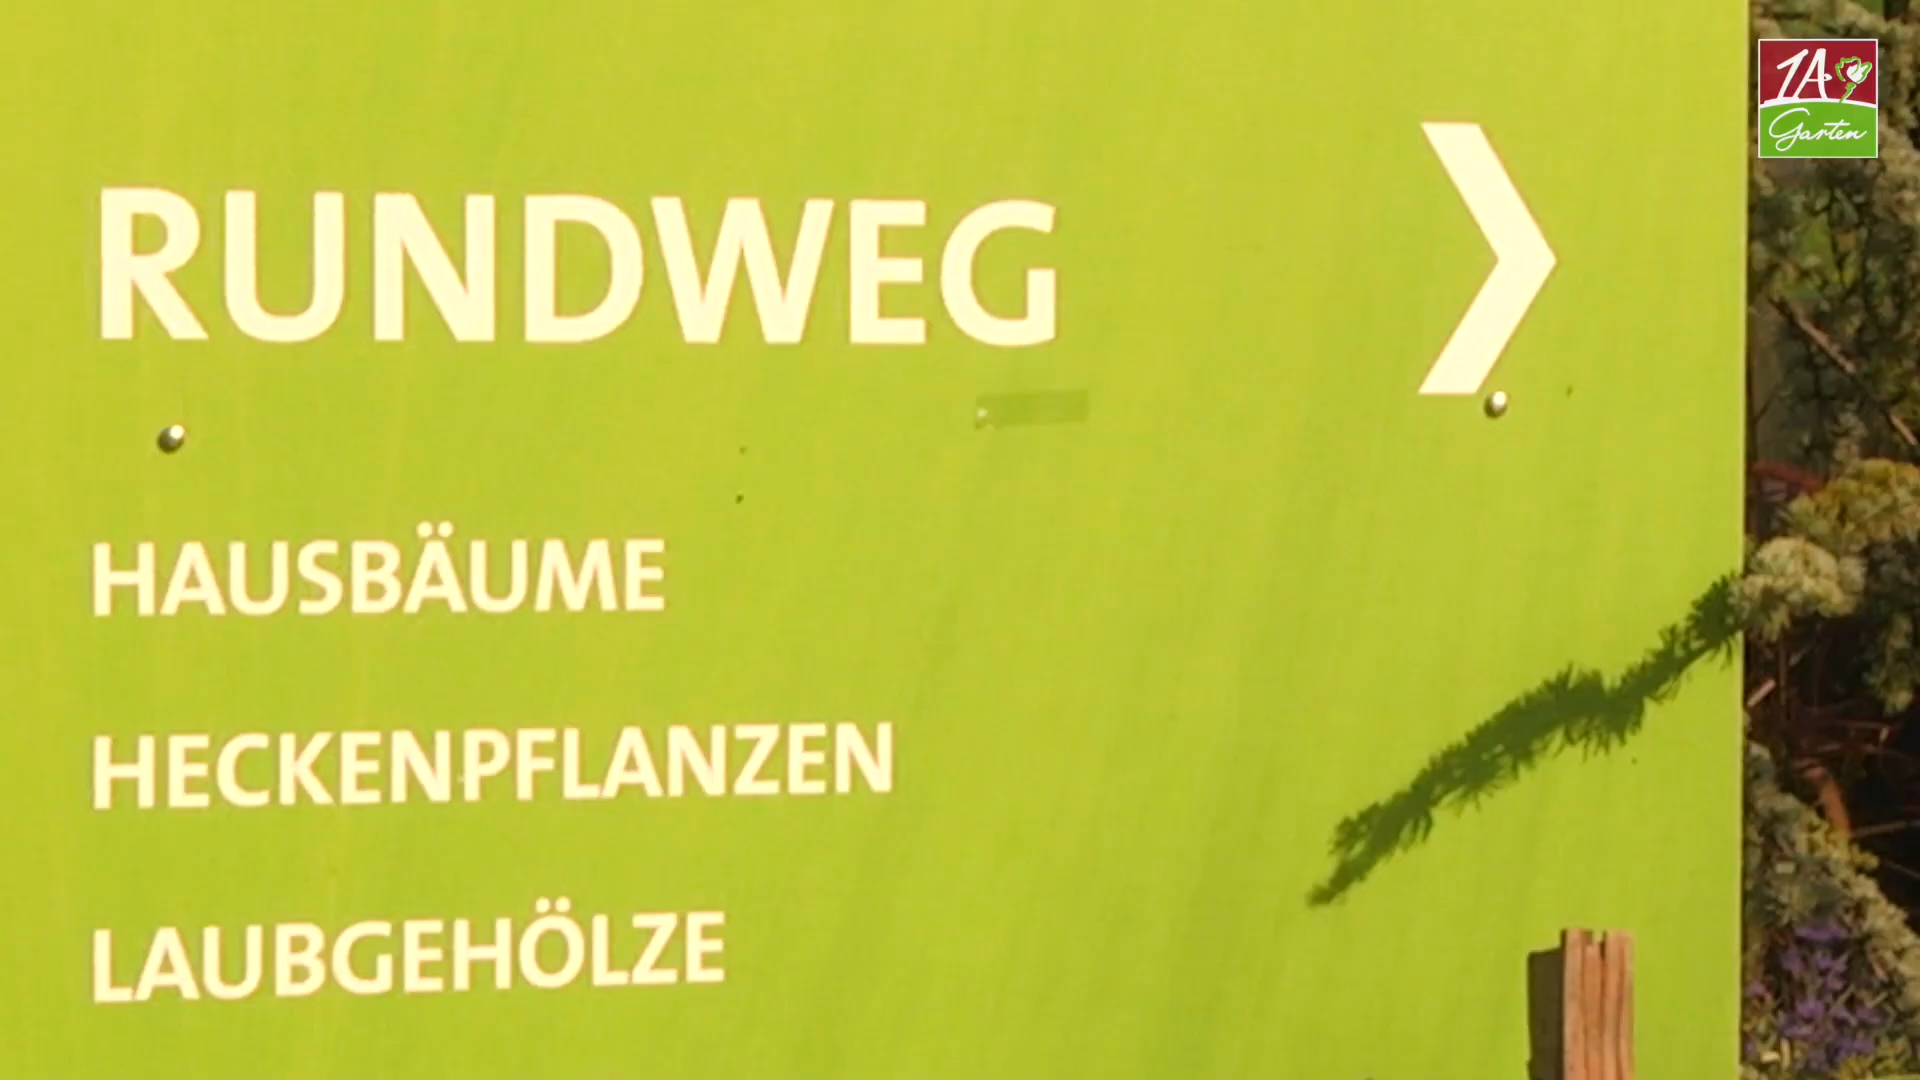 1A
Garten
RUNDWEG
HAUSBÄUME
HECKENPFLANZEN
LAUBGEHÖLZE